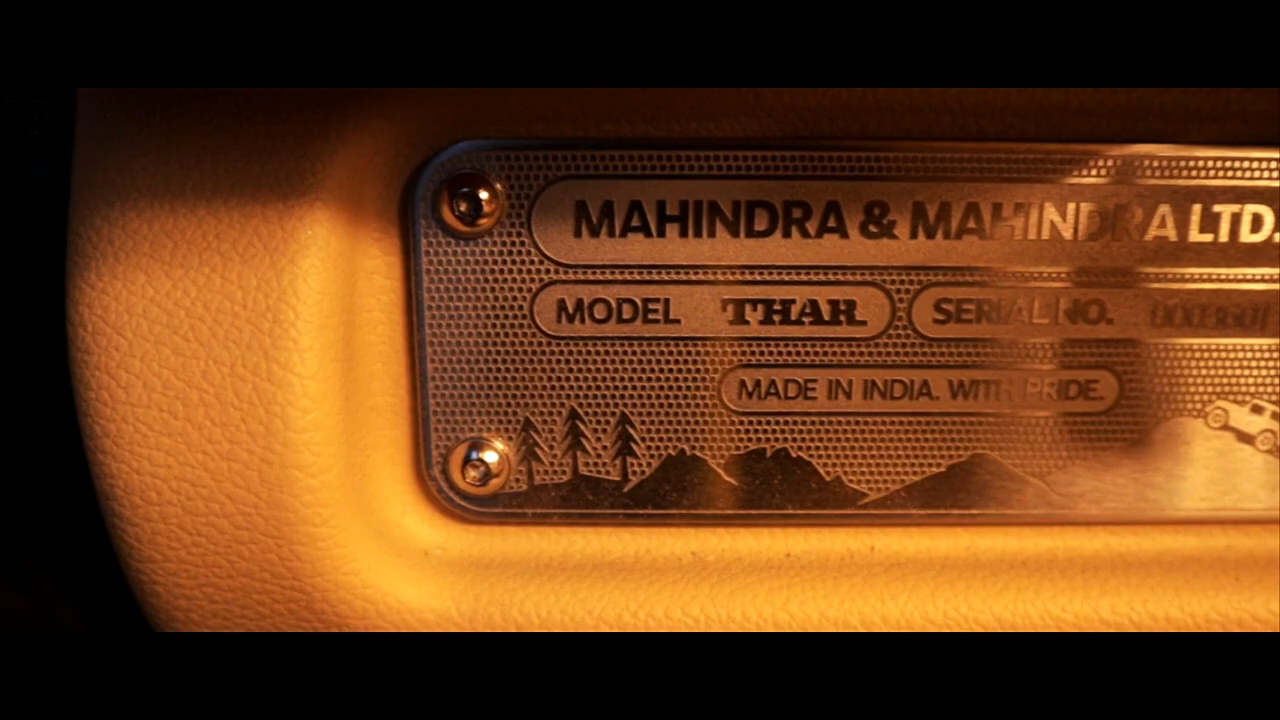 MAHINDRA & MAHINDRA LTD.
MODEL THAR SERIAL NO.
MADE IN INDIA. WITH PRIDE.